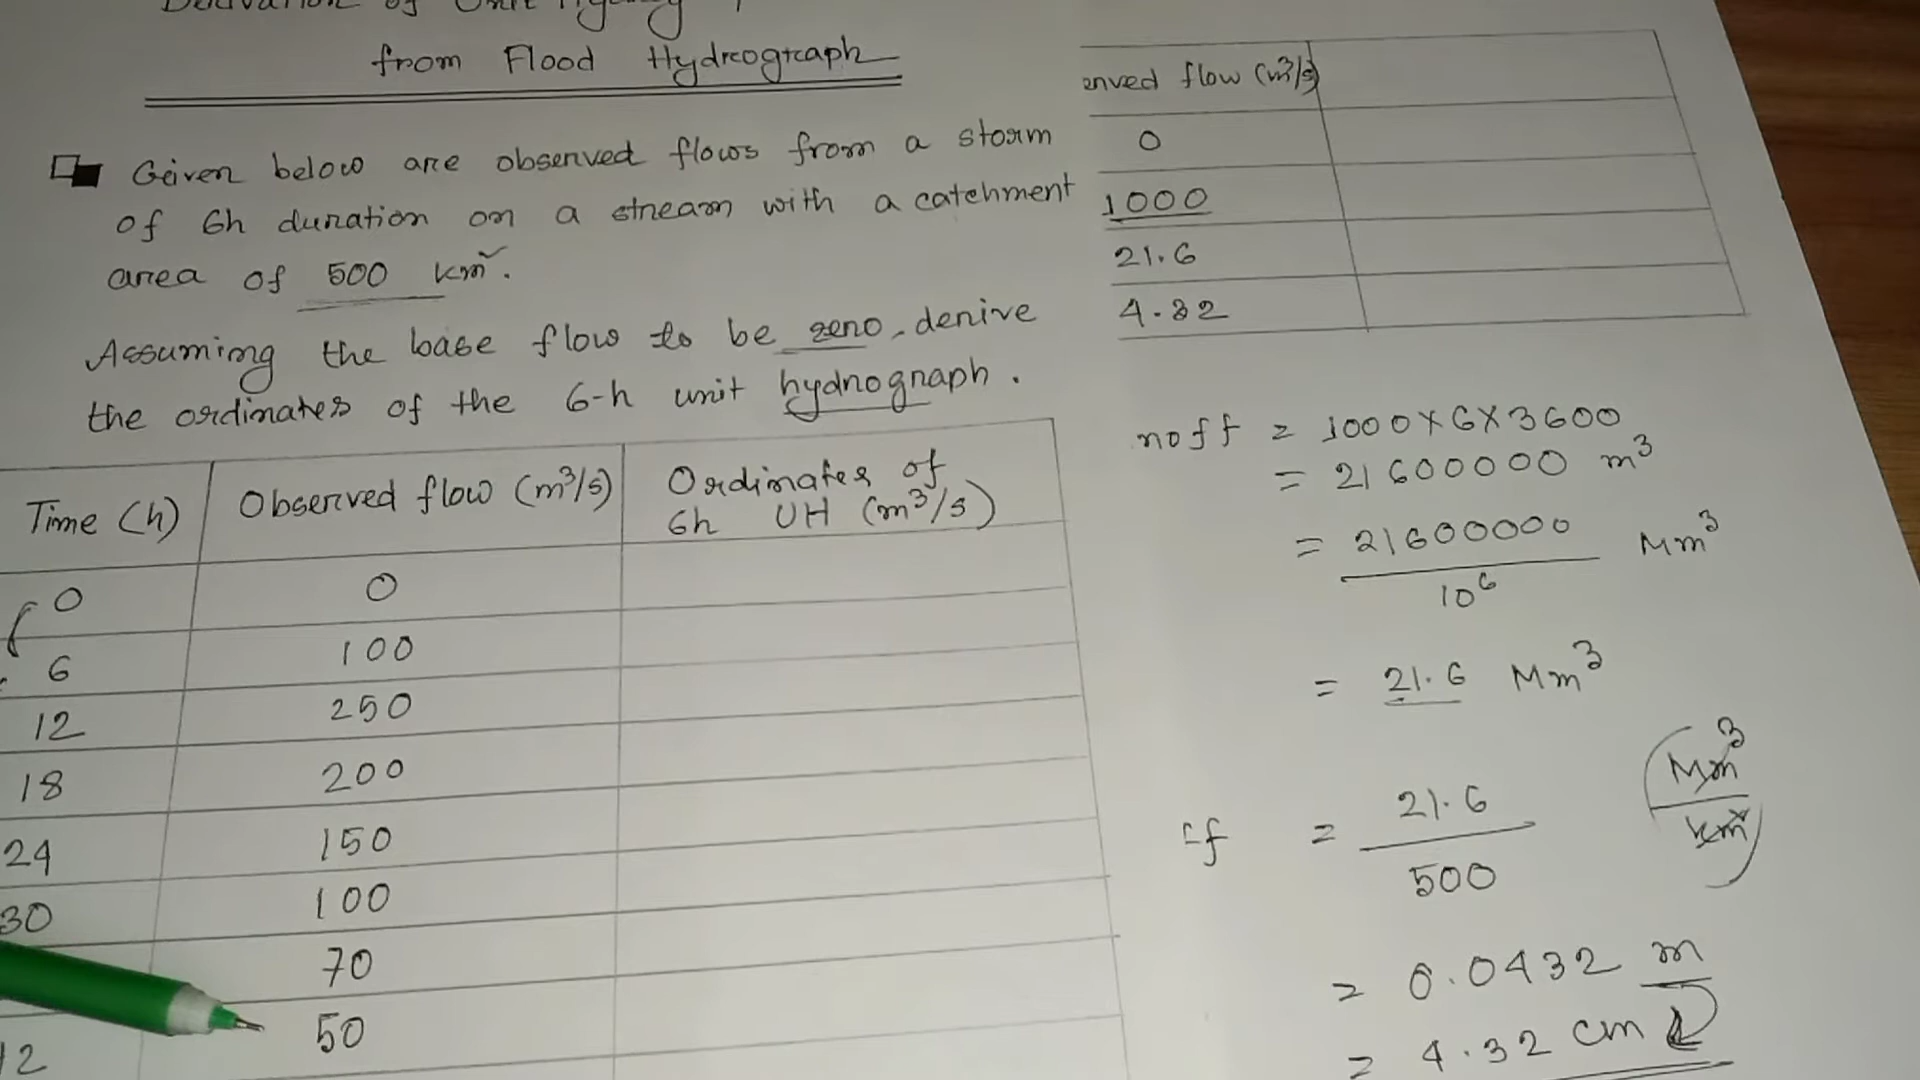 from Flood Hydrograph
Given below are observed flows from a storm
of 6h duration on a stream with a catchment
area of 500 km².
Assuming the base flow to be zero, derive
the ordinates of the 6-h unit hydrograph.
Time (h) Observed flow (m³/s) Ordinates of
6h UH (m³/s)
0 0
6 100
12 250
18 200
24 150
30 100
70
50
flow (m³/s)
0
1000
21.6
4.32
noff = 1000×6×3600
= 21600000 m³
= 21600000 / 10⁶ Mm³
= 21.6 Mm³
= 21.6 / 500 (Mm³ / km²)
= 0.0432 m
= 4.32 cm